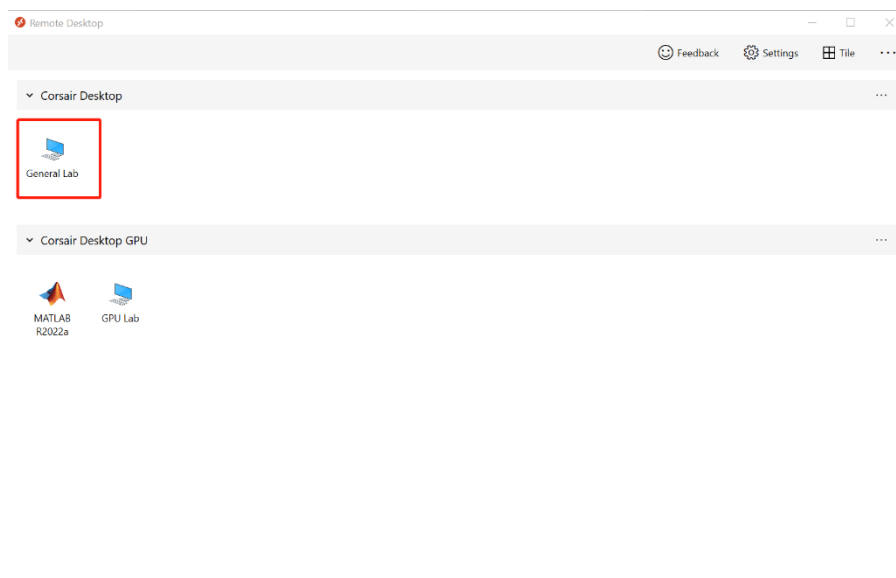 Remote Desktop
Feedback Settings Tile
Corsair Desktop
General Lab
Corsair Desktop GPU
MATLAB
R2022a
GPU Lab